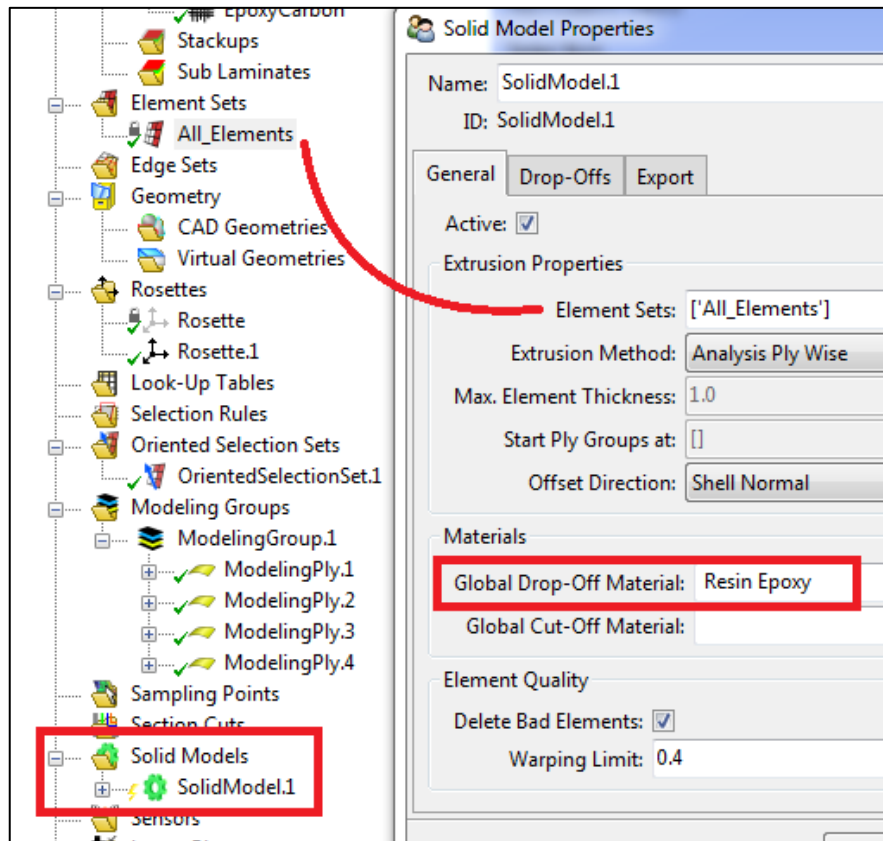 EpoxyCarbon
Stackups
Sub Laminates
Element Sets
All_Elements
Edge Sets
Geometry
CAD Geometries
Virtual Geometries
Rosettes
Rosette
Rosette.1
Look-Up Tables
Selection Rules
Oriented Selection Sets
OrientedSelectionSet.1
Modeling Groups
ModelingGroup.1
ModelingPly.1
ModelingPly.2
ModelingPly.3
ModelingPly.4
Sampling Points
Section Cuts
Solid Models
SolidModel.1
Sensors
Solid Model Properties
Name: SolidModel.1
ID: SolidModel.1
General Drop-Offs Export
Active:
Extrusion Properties
Element Sets: ['All_Elements']
Extrusion Method: Analysis Ply Wise
Max. Element Thickness: 1.0
Start Ply Groups at: []
Offset Direction: Shell Normal
Materials
Global Drop-Off Material: Resin Epoxy
Global Cut-Off Material:
Element Quality
Delete Bad Elements:
Warping Limit: 0.4